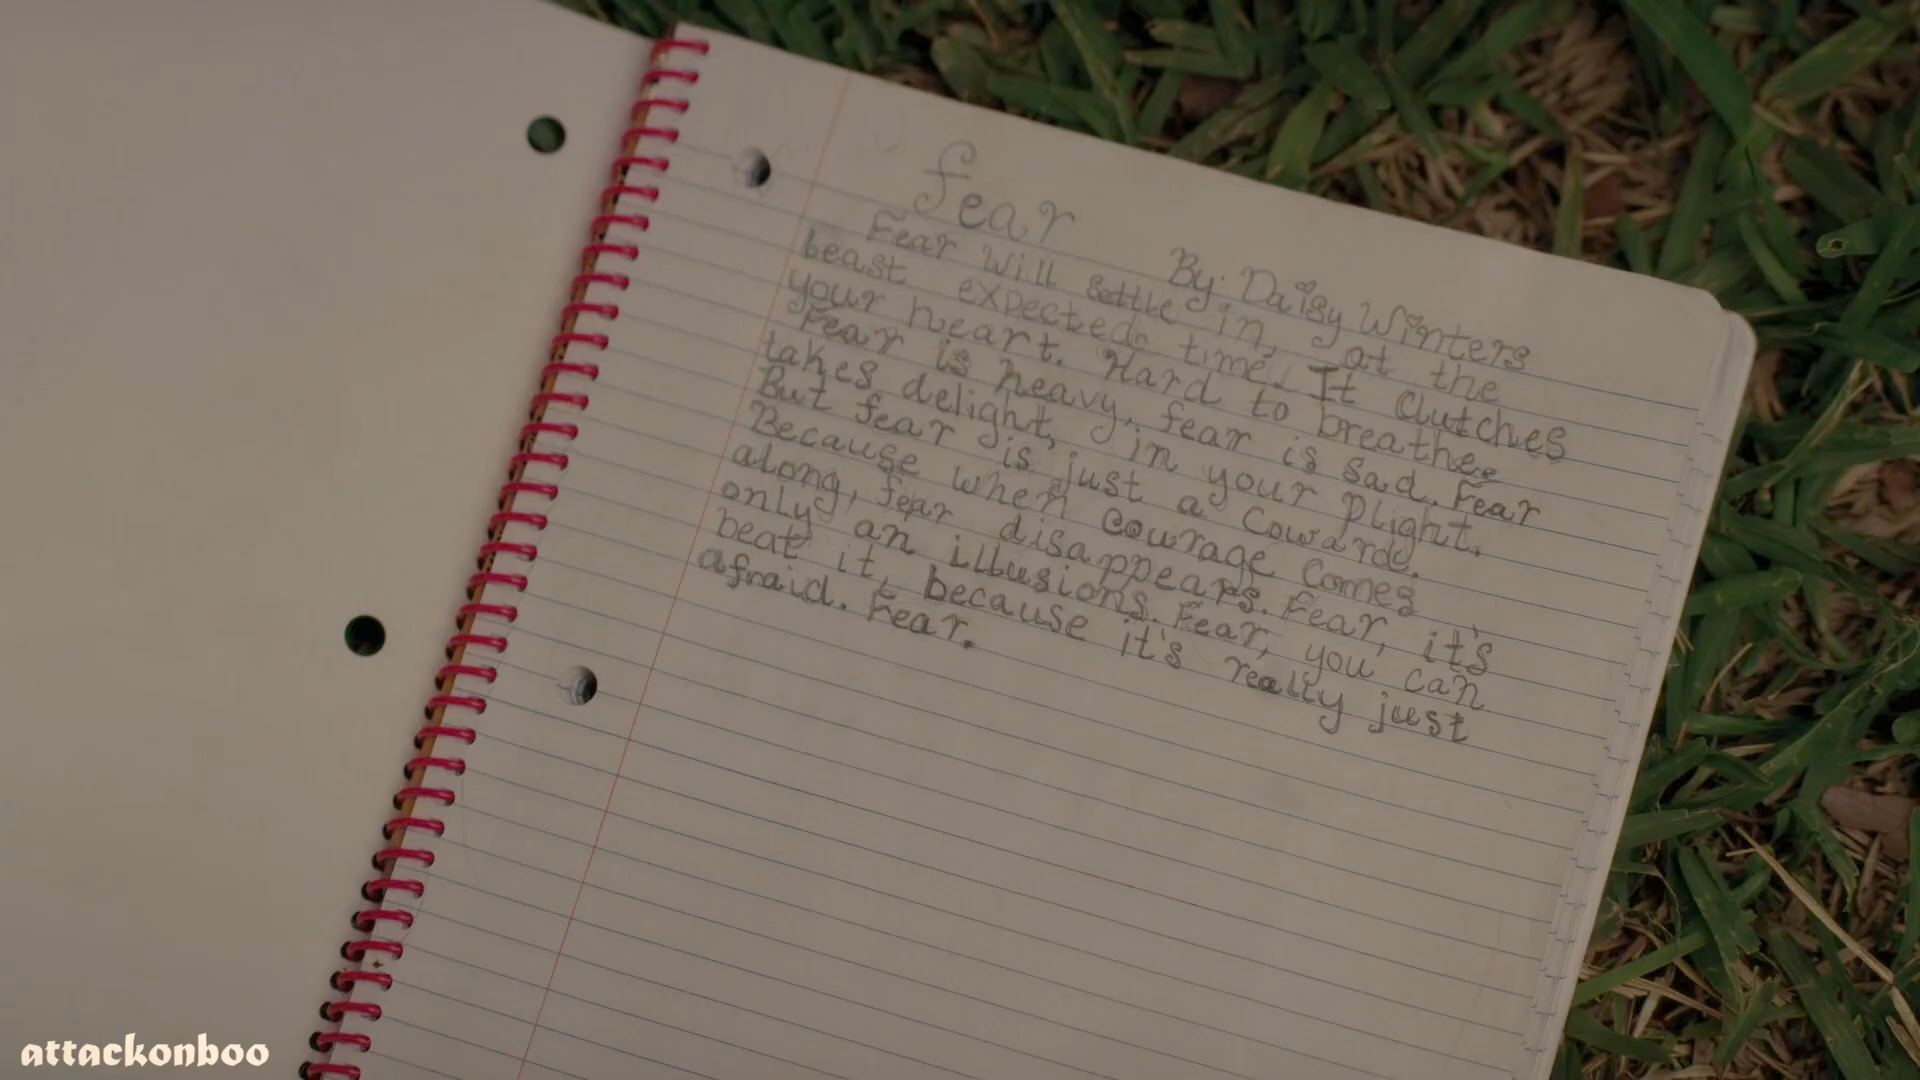 fear
By: Daisy Winters
Fear will settle in, at the
beast expected time. It clutches
your heart. Hard to breathe.
Fear is heavy, fear is sad. Fear
takes delight, in your plight.
But fear is just a coward.
Because when courage comes
along, fear disappears. Fear, it's
only an illusions. Fear, you can
beat it, because it's really just
afraid. Fear.
attackonboo